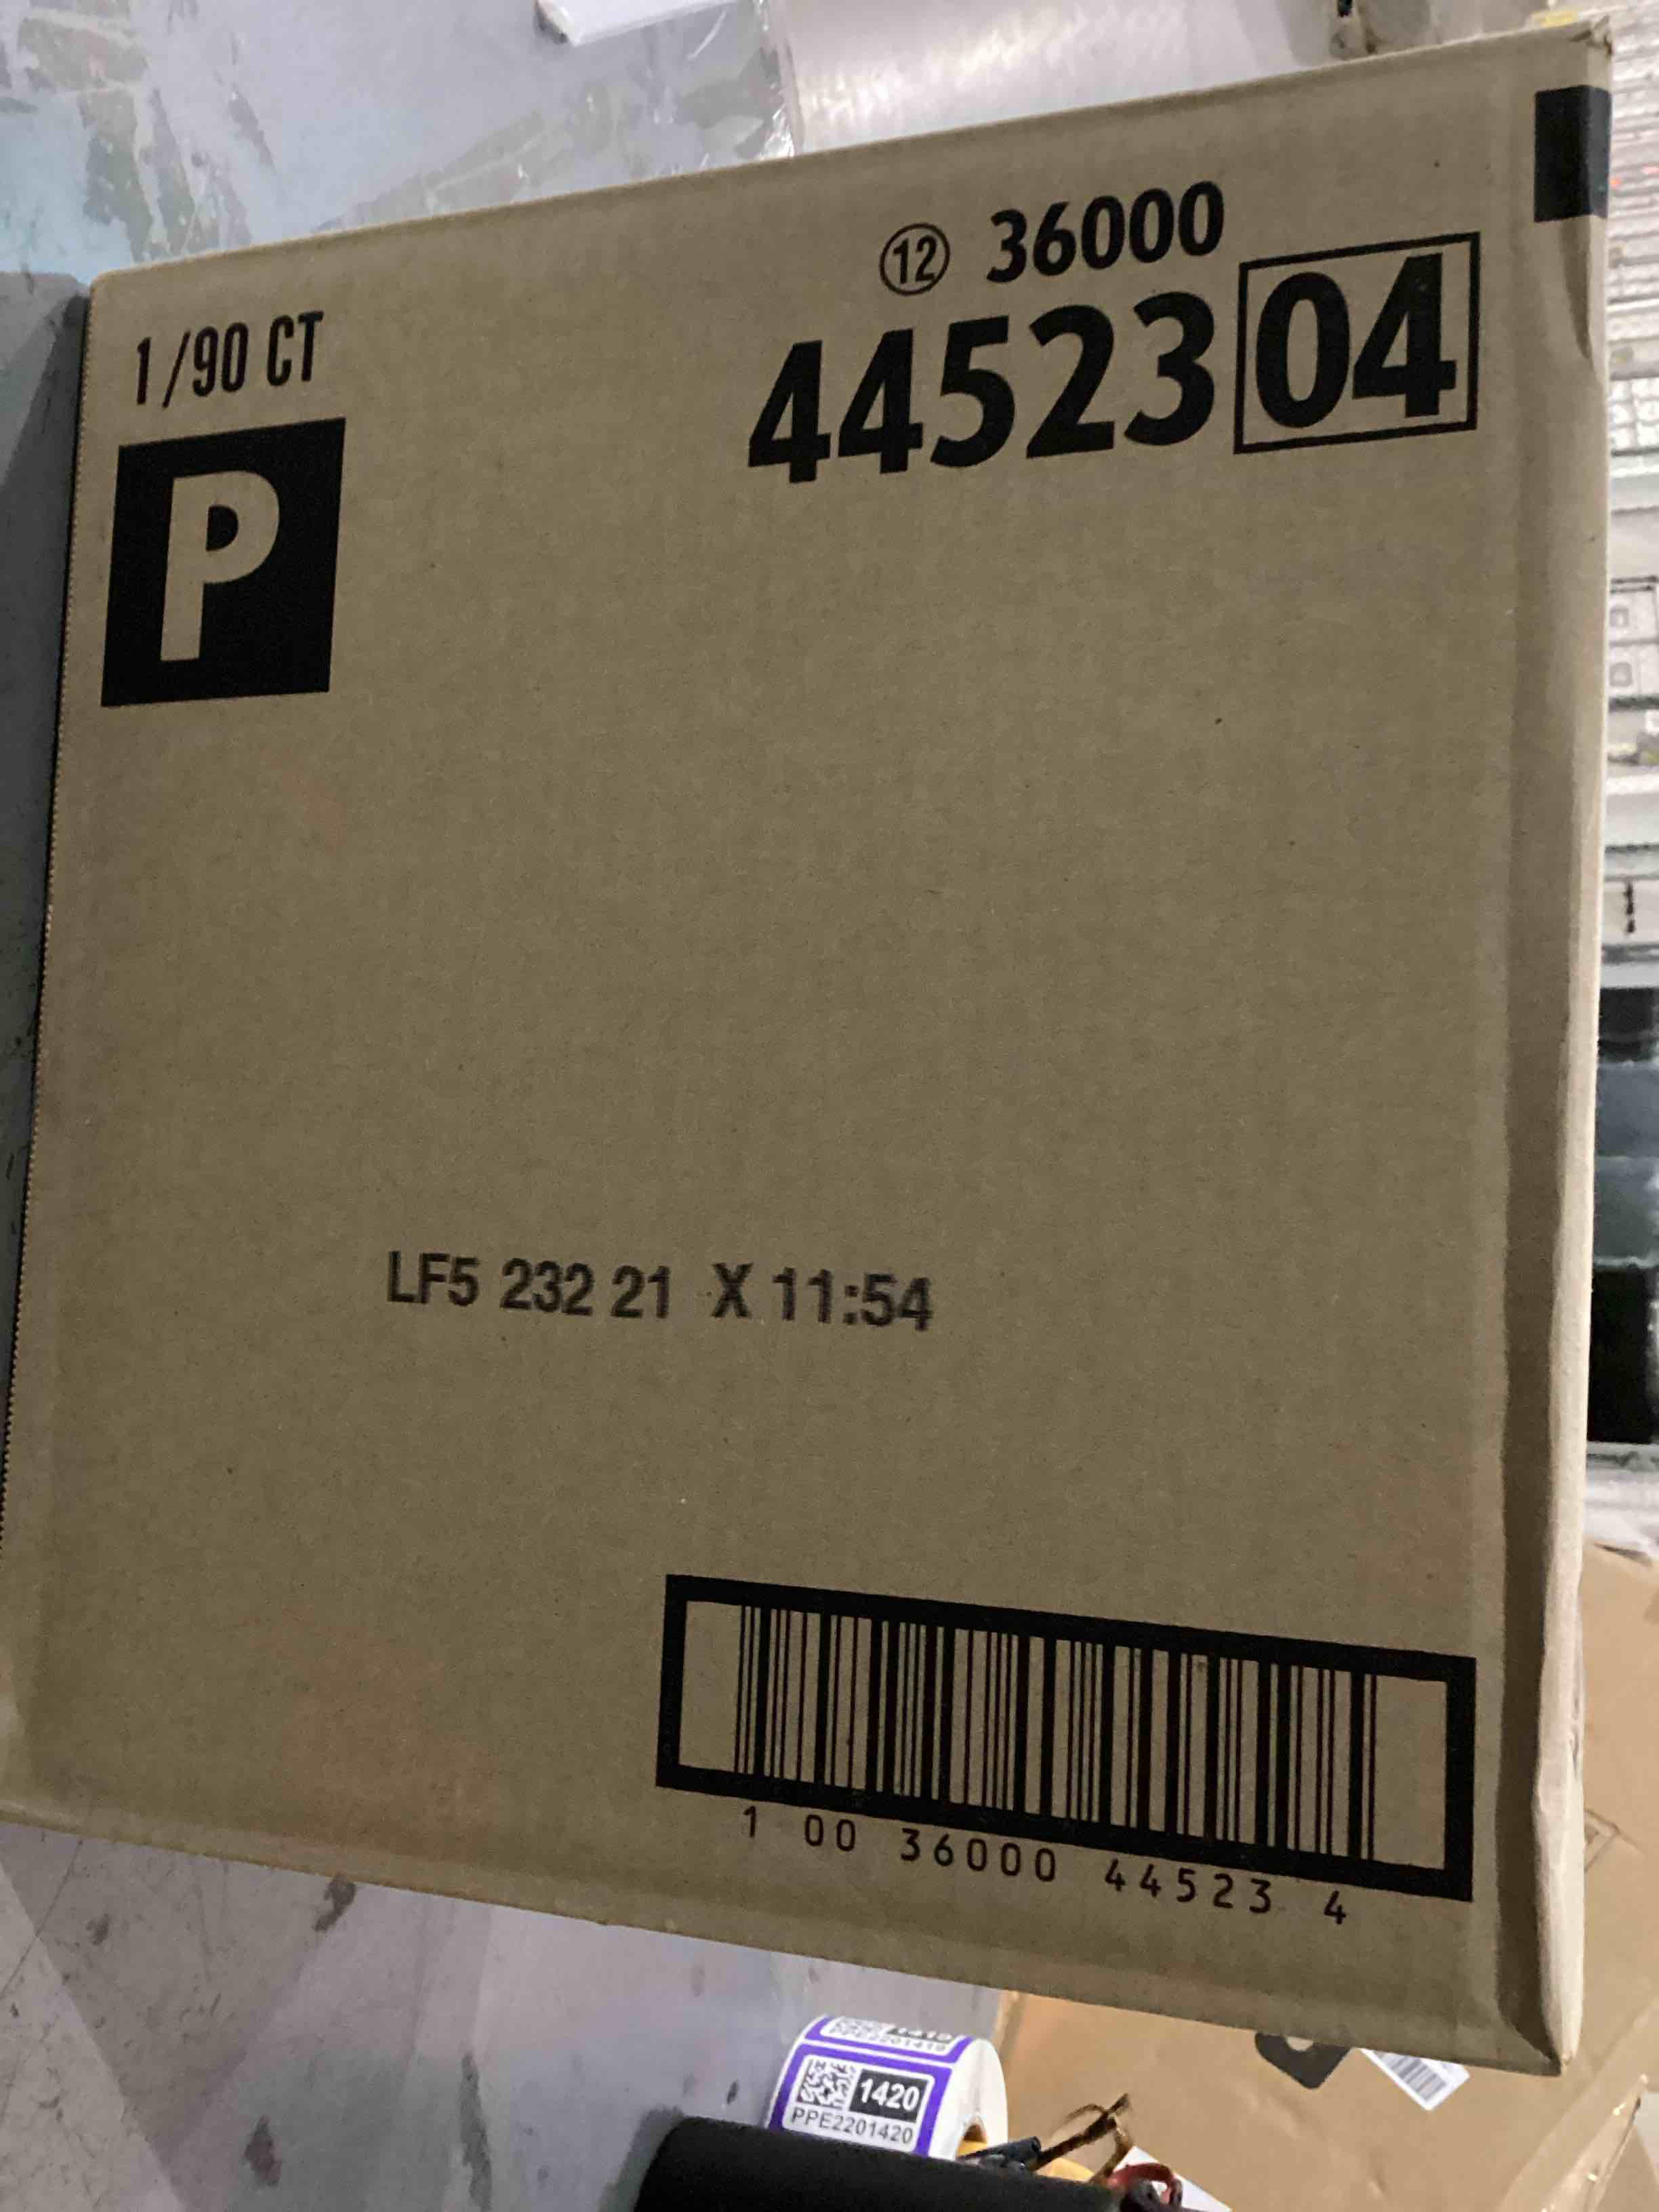 ⑫ 36000
1/90 CT
44523 04
P
LF5 232 21 X 11:54
1 00 36000 44523 4
PPE2201419
1420
PPE2201420